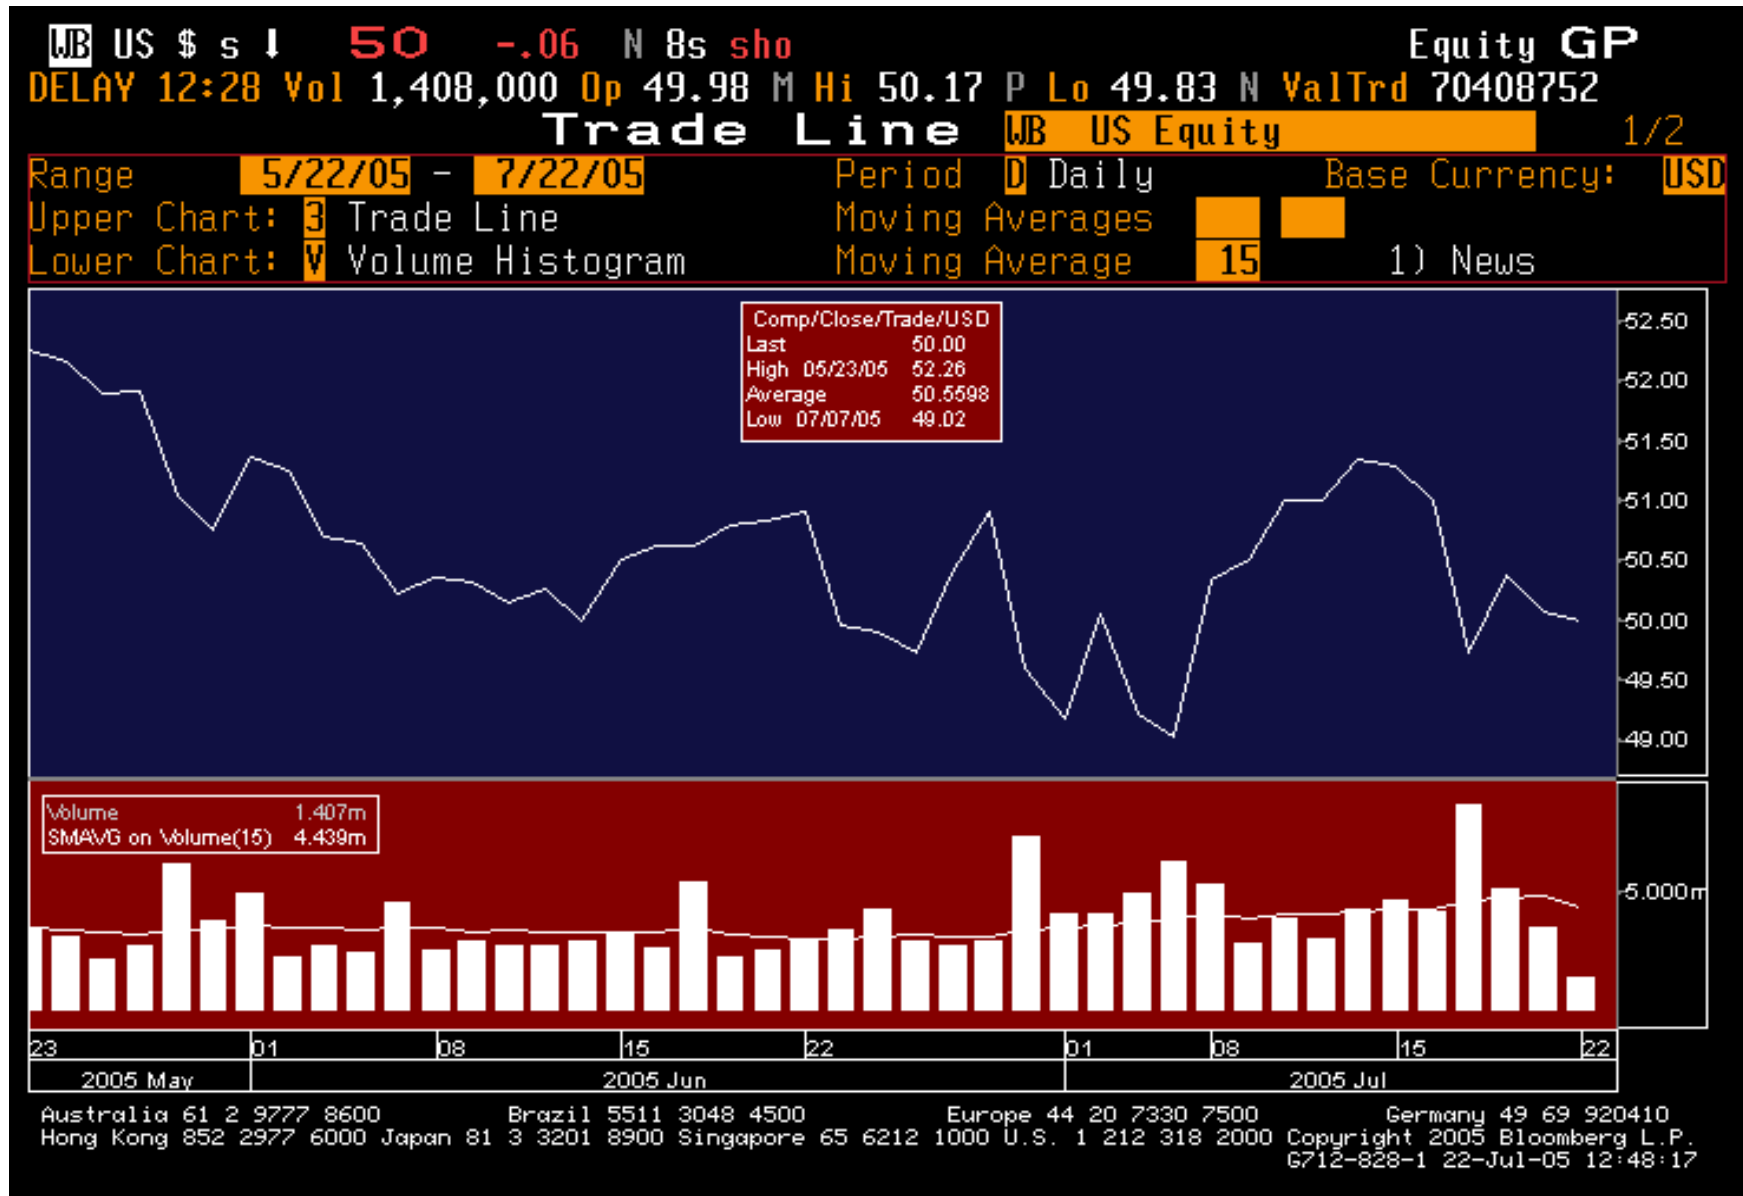 WB US $ s ↓ 50 -.06 N 8s sho Equity GP
DELAY 12:28 Vol 1,408,000 Op 49.98 M Hi 50.17 P Lo 49.83 N ValTrd 70408752
Trade Line WB US Equity 1/2
Range 5/22/05 - 7/22/05 Period D Daily Base Currency: USD
Upper Chart: 3 Trade Line Moving Averages
Lower Chart: V Volume Histogram Moving Average 15 1) News
Comp/Close/Trade/USD
Last 50.00
High 05/23/05 52.26
Average 50.5598
Low 07/07/05 49.02
52.50
52.00
51.50
51.00
50.50
50.00
49.50
49.00
Volume 1.407m
SMAVG on Volume(15) 4.439m
5.000m
23 01 08 15 22 01 08 15 22
2005 May 2005 Jun 2005 Jul
Australia 61 2 9777 8600 Brazil 5511 3048 4500 Europe 44 20 7330 7500 Germany 49 69 920410
Hong Kong 852 2977 6000 Japan 81 3 3201 8900 Singapore 65 6212 1000 U.S. 1 212 318 2000 Copyright 2005 Bloomberg L.P.
G712-828-1 22-Jul-05 12:48:17